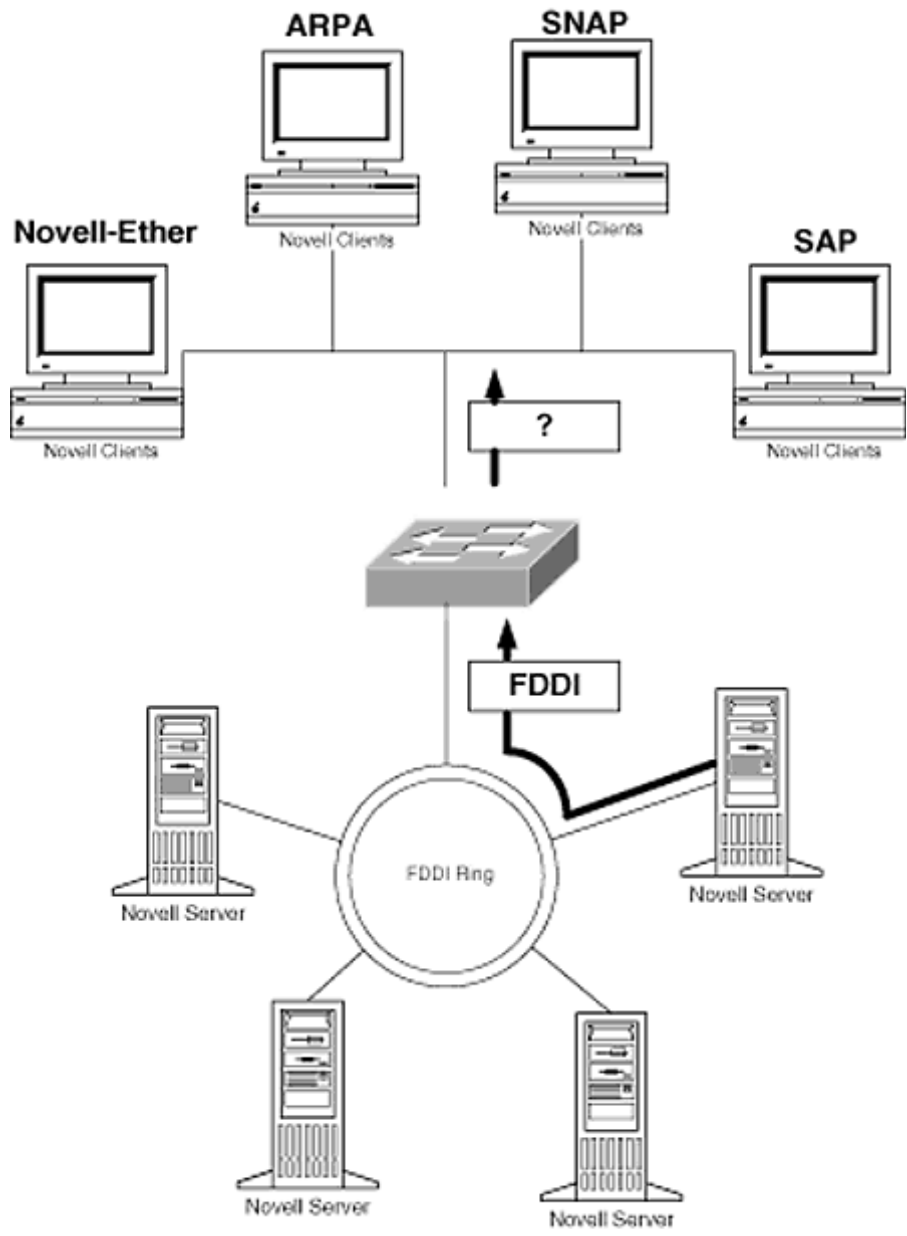 ARPA
SNAP
Novell Clients
Novell Clients
Novell-Ether
SAP
Novell Clients
Novell Clients
?
FDDI
FDDI Ring
Novell Server
Novell Server
Novell Server
Novell Server